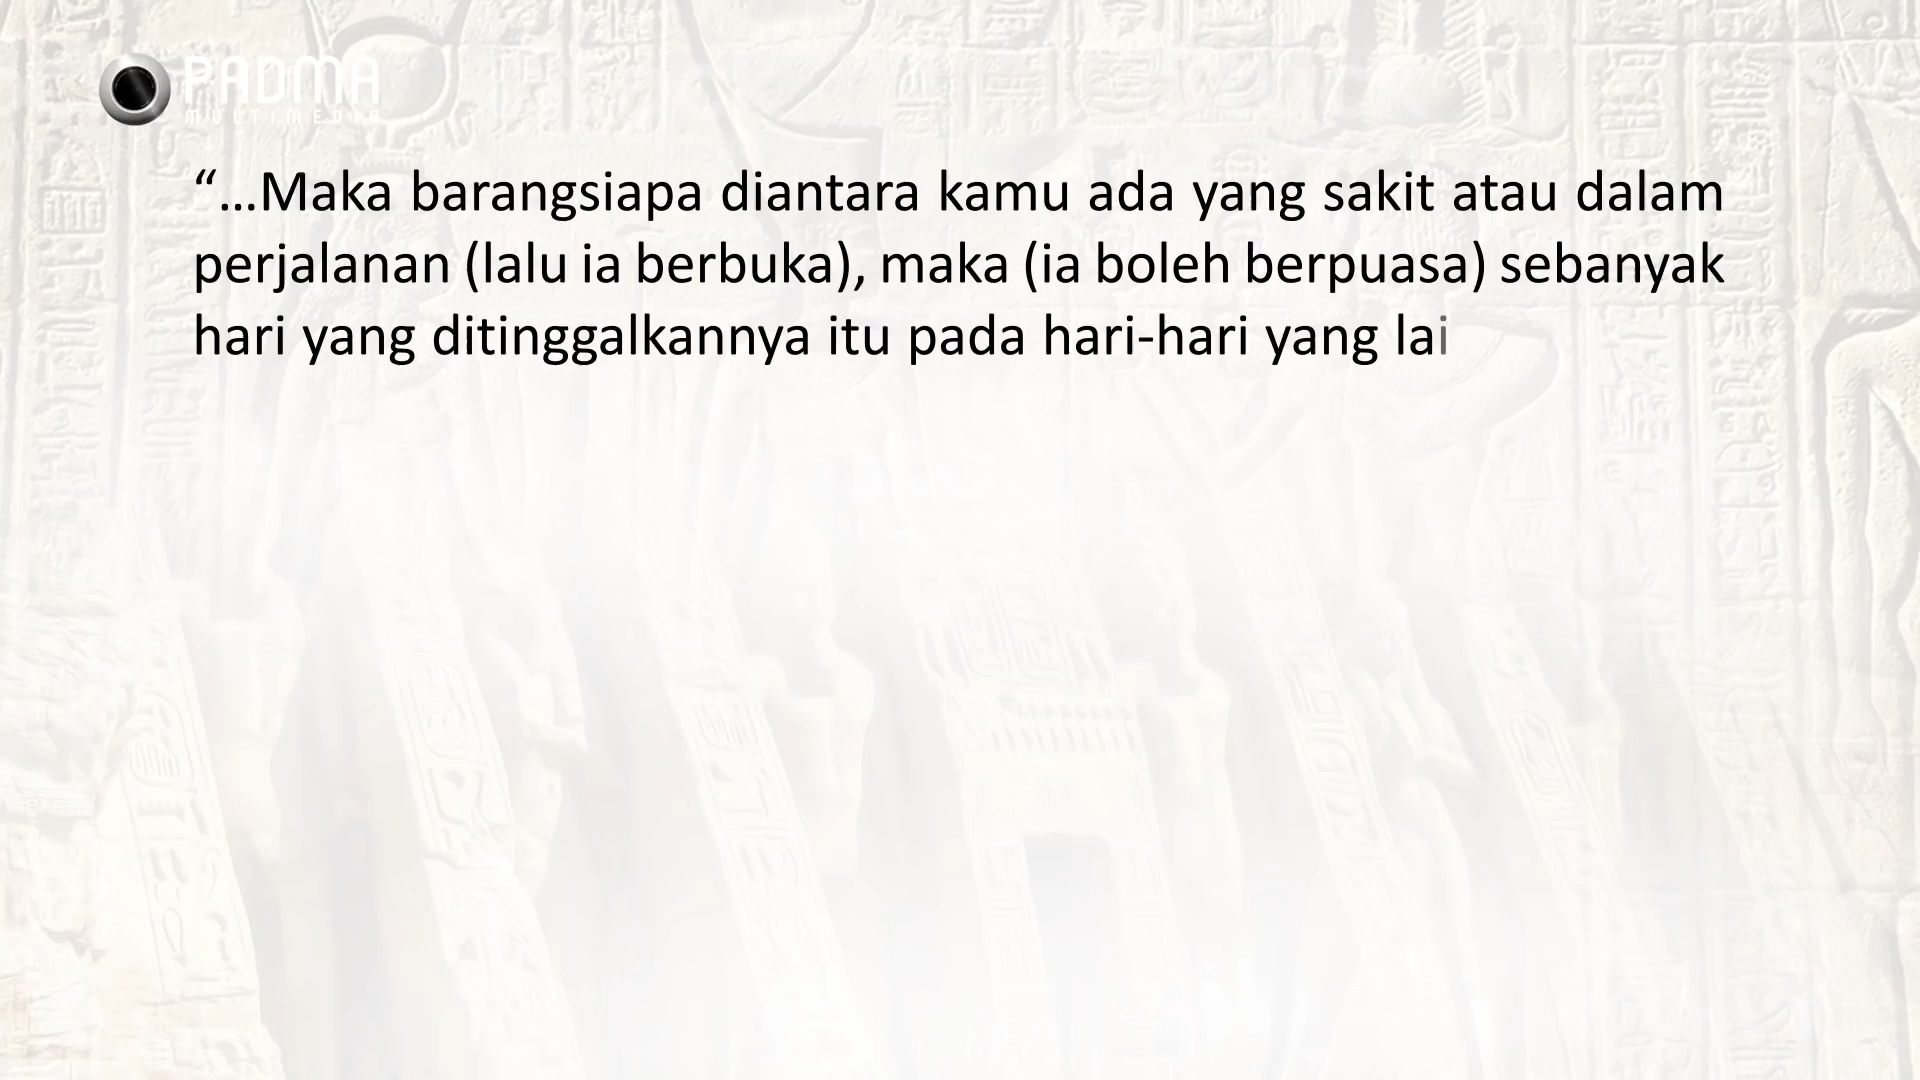 PADMA
MULTIMEDIA
“…Maka barangsiapa diantara kamu ada yang sakit atau dalam
perjalanan (lalu ia berbuka), maka (ia boleh berpuasa) sebanyak
hari yang ditinggalkannya itu pada hari-hari yang lai